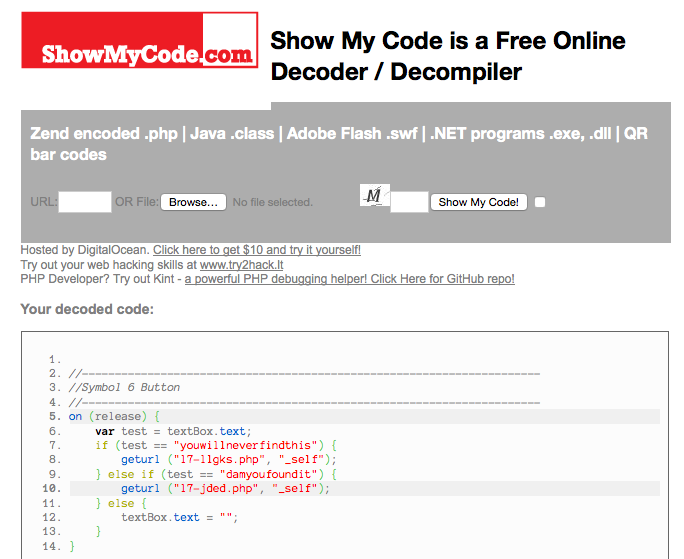 ShowMyCode.com
Show My Code is a Free Online
Decoder / Decompiler
Zend encoded .php | Java .class | Adobe Flash .swf | .NET programs .exe, .dll | QR
bar codes
URL: OR File: Browse... No file selected. M Show My Code!
Hosted by DigitalOcean. Click here to get $10 and try it yourself!
Try out your web hacking skills at www.try2hack.lt
PHP Developer? Try out Kint - a powerful PHP debugging helper! Click Here for GitHub repo!
Your decoded code:
1.
2. //----------------------------------------------------------------------
3. //Symbol 6 Button
4. //----------------------------------------------------------------------
5. on (release) {
6. var test = textBox.text;
7. if (test == "youwillneverfindthis") {
8. geturl ("17-llgks.php", "_self");
9. } else if (test == "damyoufoundit") {
10. geturl ("17-jded.php", "_self");
11. } else {
12. textBox.text = "";
13. }
14. }